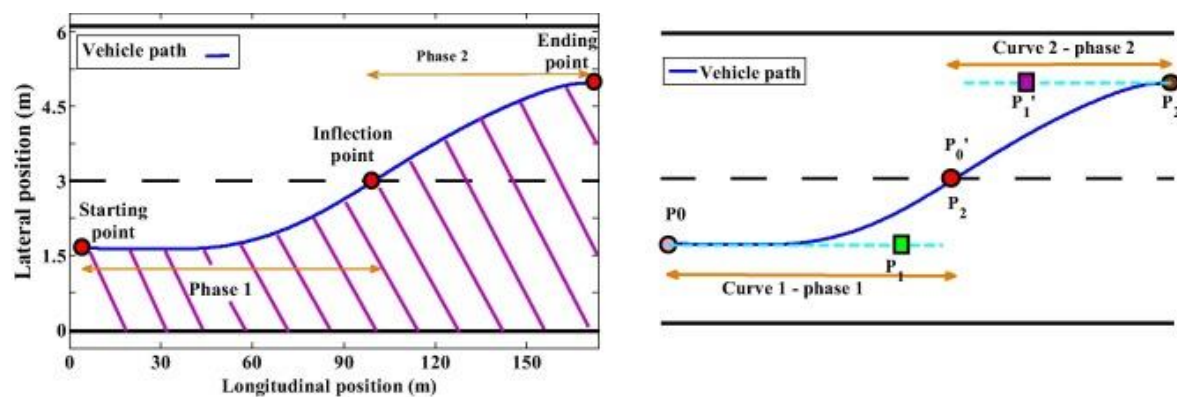 6
Vehicle path
Phase 2
Ending
point
4.5
Inflection
point
3
Starting
point
1.5
Phase 1
0
0
30
60
90
120
150
Lateral position (m)
Longitudinal position (m)
Vehicle path
Curve 2 - phase 2
P1'
P2
P0'
P2
P0
P1
Curve 1 - phase 1